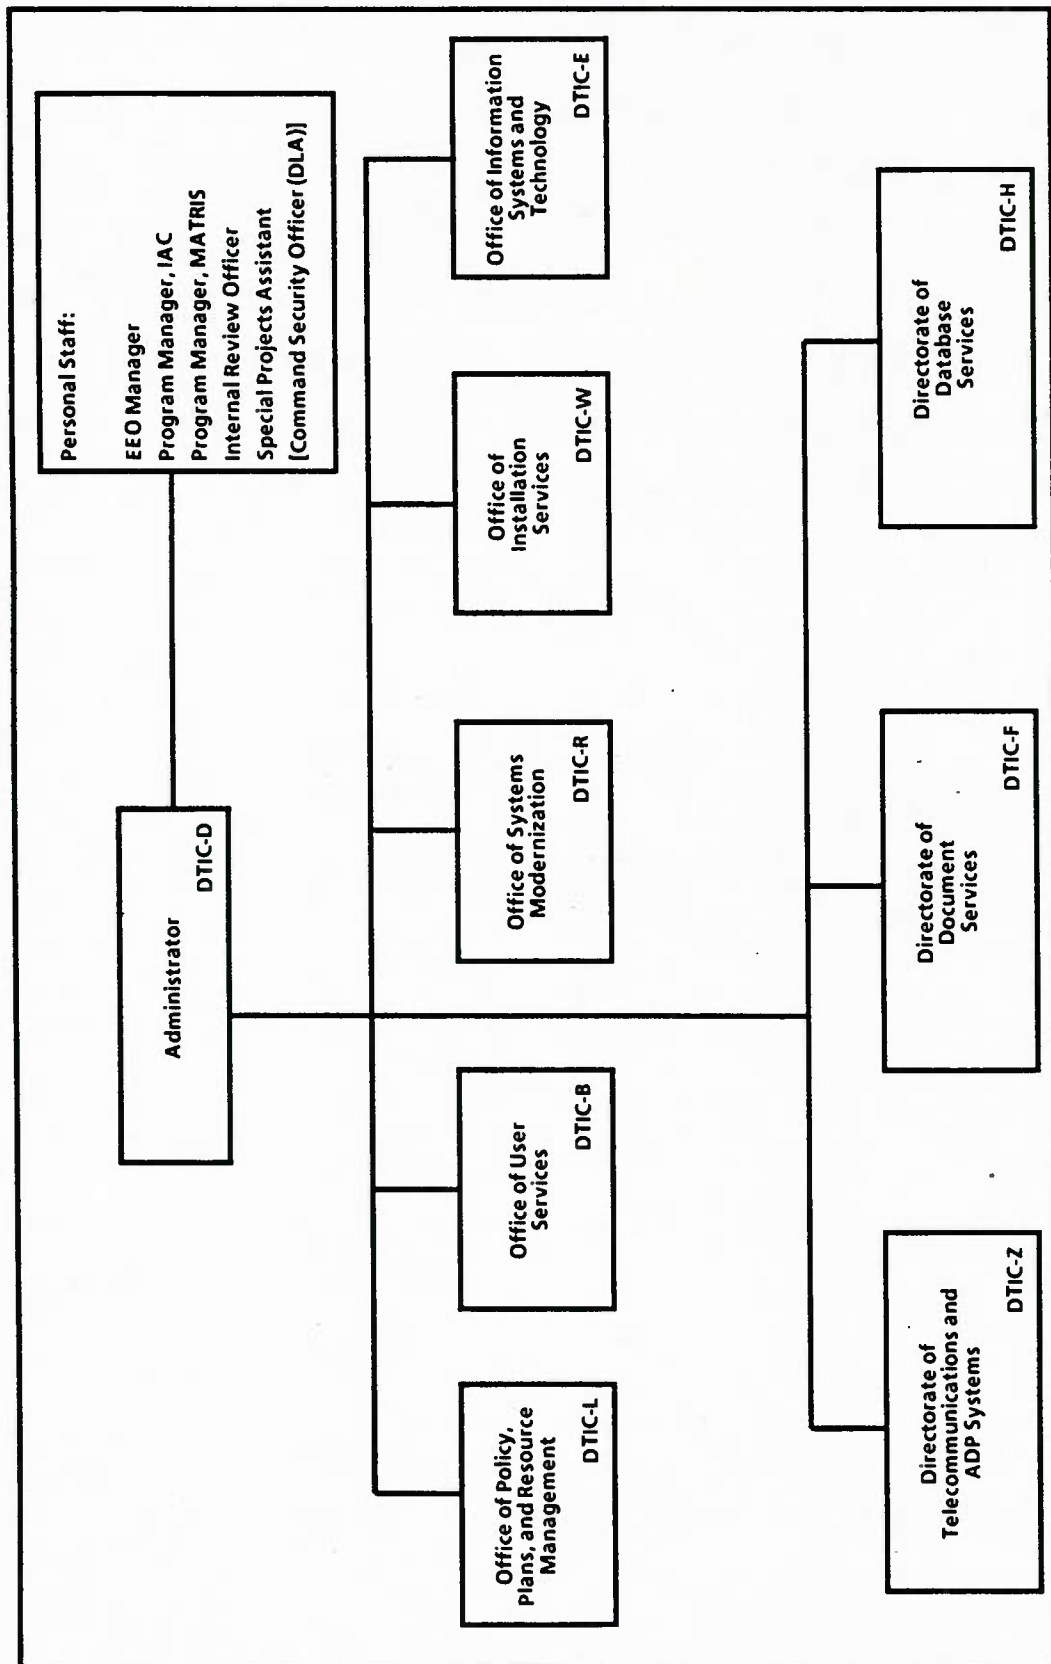 Administrator
DTIC-D
Personal Staff:
EEO Manager
Program Manager, IAC
Program Manager, MATRIS
Internal Review Officer
Special Projects Assistant
[Command Security Officer (DLA)]
Office of Policy,
Plans, and Resource
Management
DTIC-L
Office of User
Services
DTIC-B
Office of Systems
Modernization
DTIC-R
Office of
Installation
Services
DTIC-W
Office of Information
Systems and
Technology
DTIC-E
Directorate of
Telecommunications and
ADP Systems
DTIC-Z
Directorate of
Document
Services
DTIC-F
Directorate of
Database
Services
DTIC-H